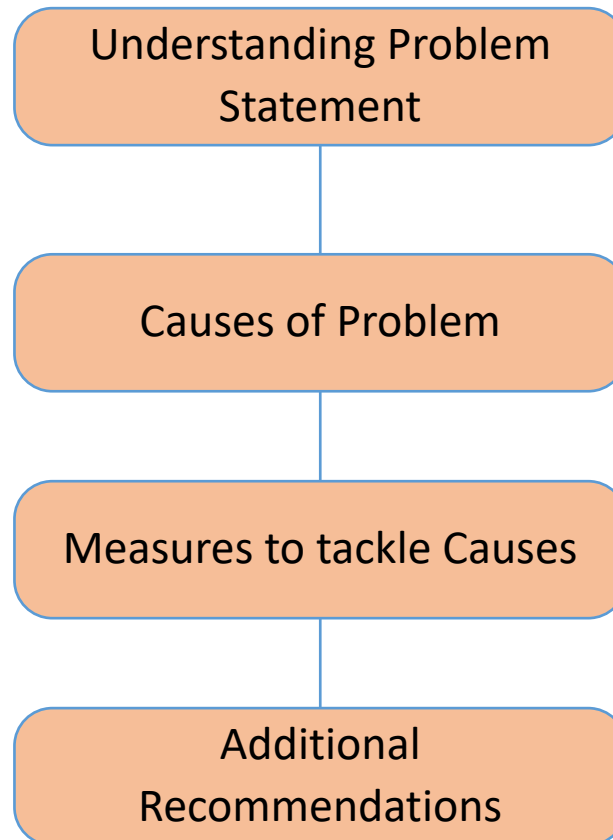 Understanding Problem
Statement
Causes of Problem
Measures to tackle Causes
Additional
Recommendations